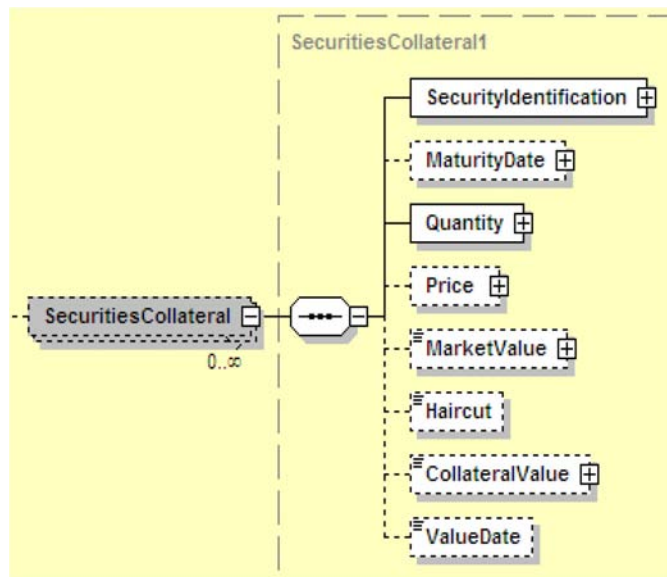 SecuritiesCollateral1
SecurityIdentification
MaturityDate
Quantity
Price
SecuritiesCollateral
0..∞
MarketValue
Haircut
CollateralValue
ValueDate